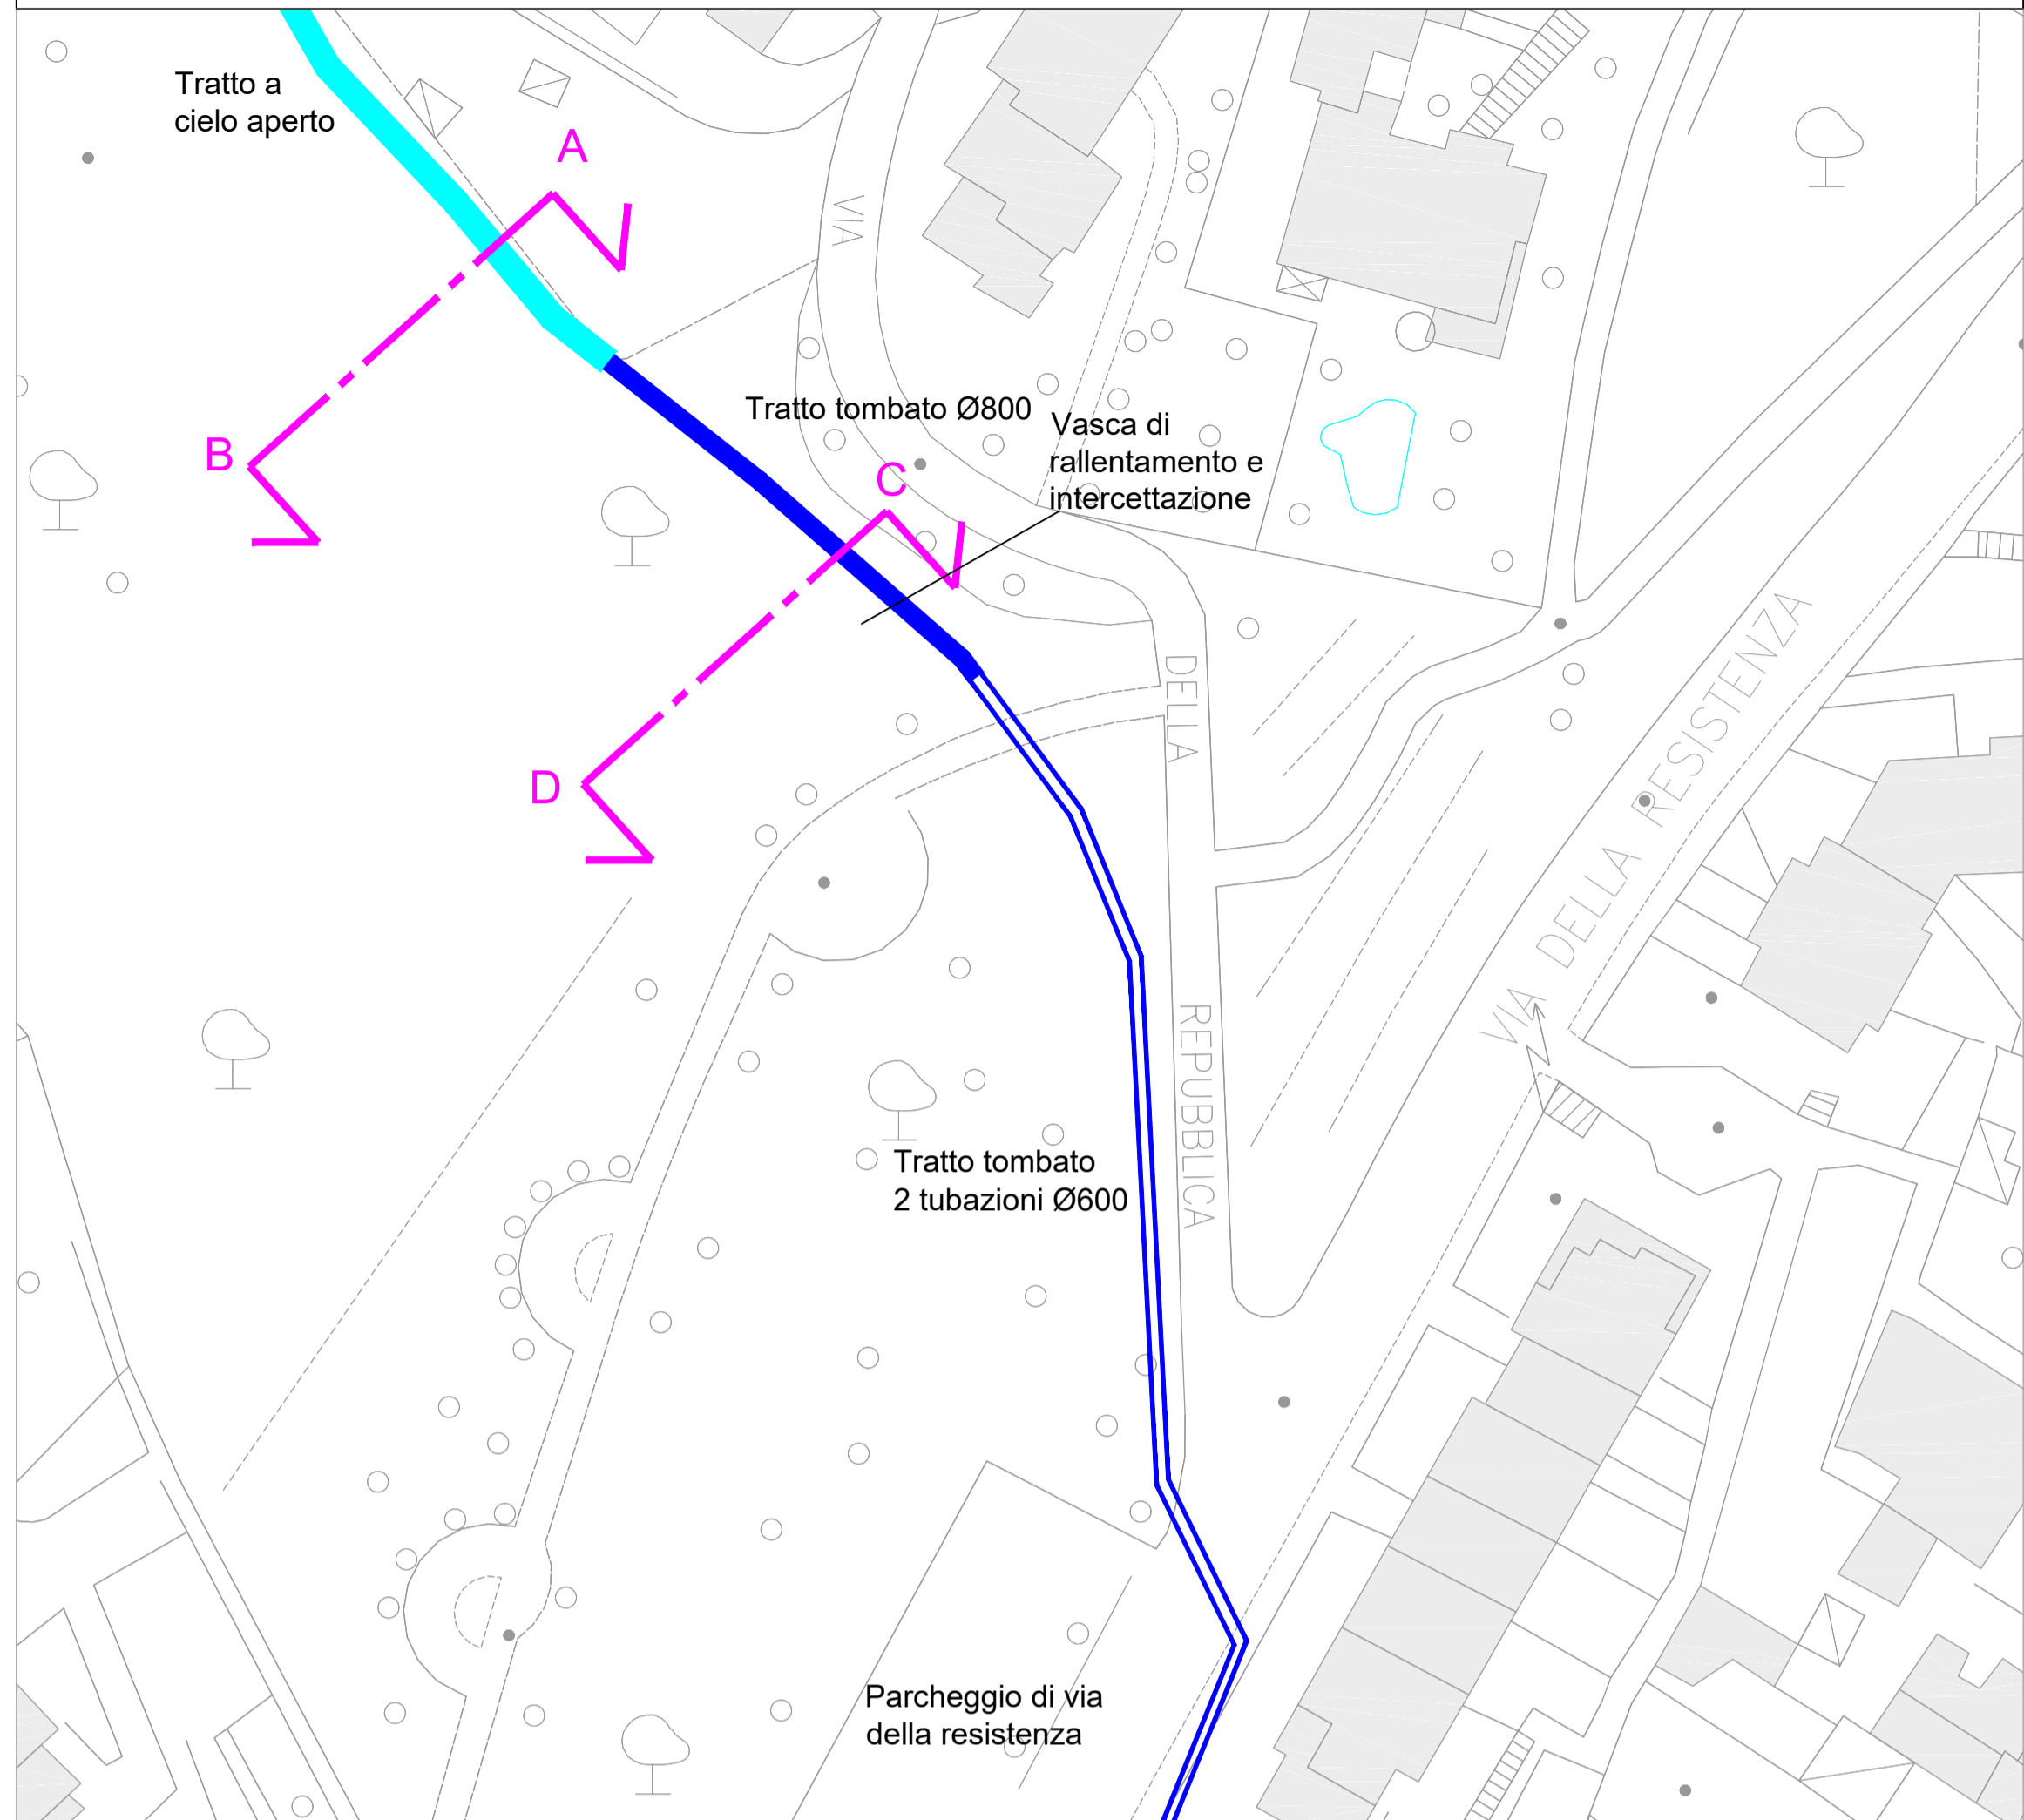 Tratto a
cielo aperto
A
VIA
B
Tratto tombato Ø800
Vasca di
rallentamento e
intercettazione
C
D
DELLA
VIA DELLA RESISTENZA
REPUBBLICA
Tratto tombato
2 tubazioni Ø600
Parcheggio di via
della resistenza